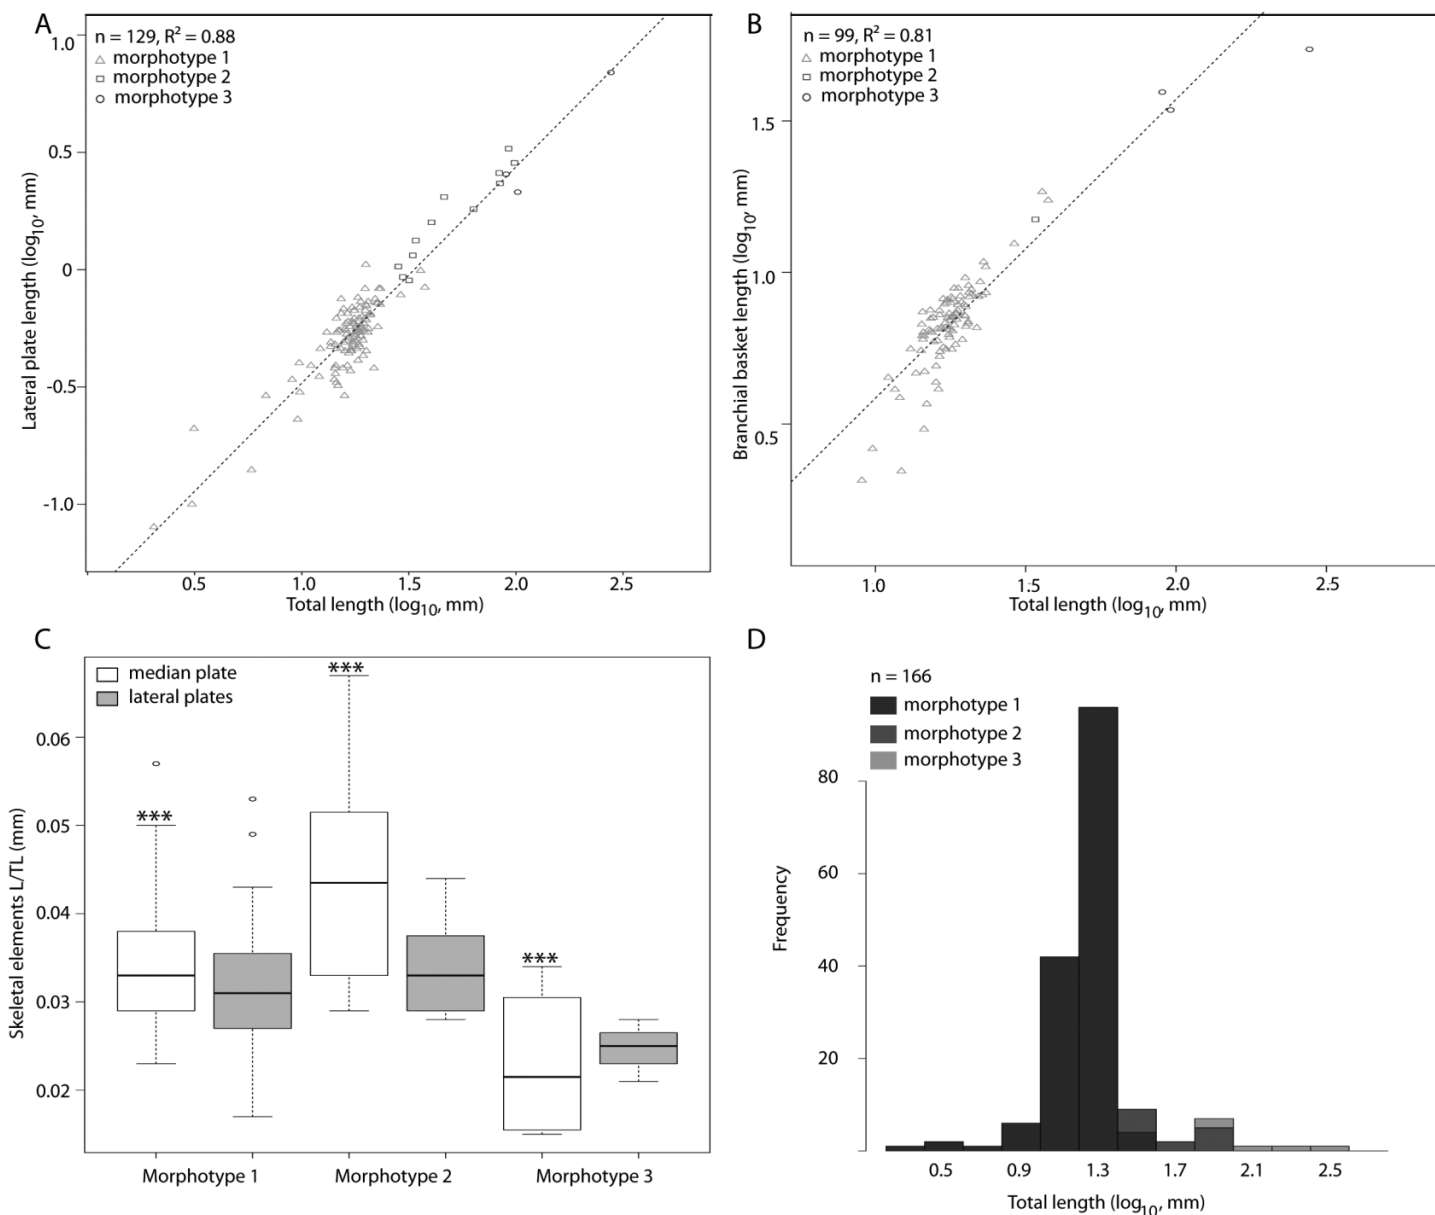 A
n = 129, R² = 0.88
morphotype 1
morphotype 2
morphotype 3
1.0
0.5
0
-0.5
-1.0
Lateral plate length (log₁₀, mm)
0.5 1.0 1.5 2.0 2.5
Total length (log₁₀, mm)
B
n = 99, R² = 0.81
morphotype 1
morphotype 2
morphotype 3
1.5
1.0
0.5
Branchial basket length (log₁₀, mm)
1.0 1:5 2.0 2.5
Total length (log₁₀, mm)
C
median plate
lateral plates
*** *** ***
0.06
0.05
0.04
0.03
0.02
Skeletal elements L/TL (mm)
Morphotype 1 Morphotype 2 Morphotype 3
D
n = 166
morphotype 1
morphotype 2
morphotype 3
80
60
40
20
Frequency
0.5 0.9 1.3 1.7 2.1 2.5
Total length (log₁₀, mm)